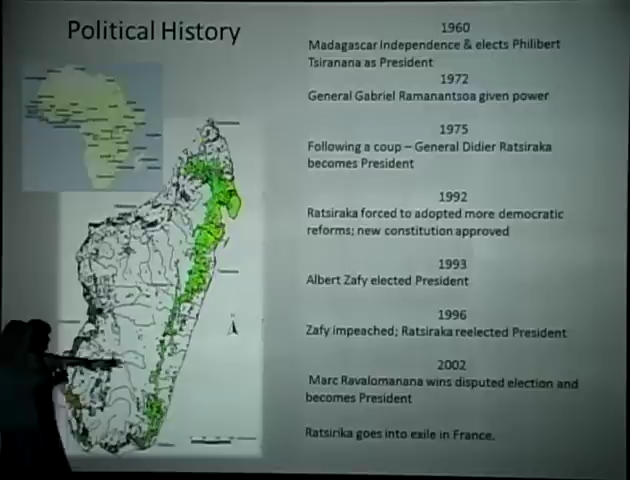 Political History
1960
Madagascar Independence & elects Philibert
Tsiranana as President
1972
General Gabriel Ramanantsoa given power
1975
Following a coup – General Didier Ratsiraka
becomes President
1992
Ratsiraka forced to adopted more democratic
reforms; new constitution approved
1993
Albert Zafy elected President
1996
Zafy impeached; Ratsiraka reelected President
2002
Marc Ravalomanana wins disputed election and
becomes President
Ratsirika goes into exile in France.